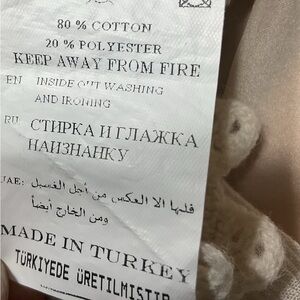 80 % COTTON
20 % POLYESTER
KEEP AWAY FROM FIRE
EN INSIDE OUT WASHING
AND IRONING
RU: СТИРКА И ГЛАЖКА
НАИЗНАНКУ
UAE: قلبها الا العكس من أجل الغسيل
ومن الخارج أيضاً
MADE IN TURKEY
TÜRKIYEDE ÜRETILMISTIR